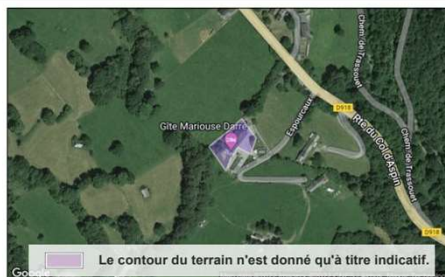 Chem. de Trassouet
D918
Espourcaux
Gîte Mariouse Darré
Rte du Col d'Aspin
Chem. de Trassouet
D918
Google
Le contour du terrain n'est donné qu'à titre indicatif.